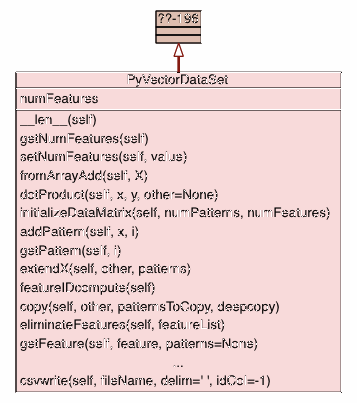 ??-196
PyVectorDataSet
numFeatures
__len__(self)
getNumFeatures(self)
setNumFeatures(self, value)
fromArrayAdd(self, X)
dotProduct(self, x, y, other=None)
initializeDataMatrix(self, numPatterns, numFeatures)
addPattern(self, x, i)
getPattern(self, i)
extendX(self, other, patterns)
featureIDcompute(self)
copy(self, other, patternsToCopy, deepcopy)
eliminateFeatures(self, featureList)
getFeature(self, feature, patterns=None)
...
csvwrite(self, fileName, delim=' ', idCol=-1)